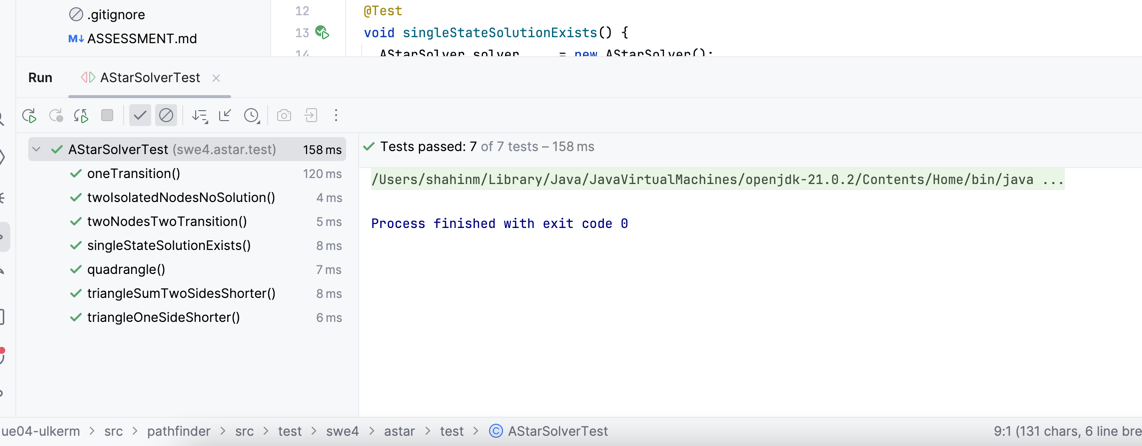 .gitignore
M↓ ASSESSMENT.md
12 @Test
13 void singleStateSolutionExists() {
14 AStarSolver solver = new AStarSolver();
Run AStarSolverTest
AStarSolverTest (swe4.astar.test) 158 ms
oneTransition() 120 ms
twoIsolatedNodesNoSolution() 4 ms
twoNodesTwoTransition() 5 ms
singleStateSolutionExists() 8 ms
quadrangle() 7 ms
triangleSumTwoSidesShorter() 8 ms
triangleOneSideShorter() 6 ms
Tests passed: 7 of 7 tests – 158 ms
/Users/shahinm/Library/Java/JavaVirtualMachines/openjdk-21.0.2/Contents/Home/bin/java ...
Process finished with exit code 0
ue04-ulkerm > src > pathfinder > src > test > swe4 > astar > test > AStarSolverTest
9:1 (131 chars, 6 line bre